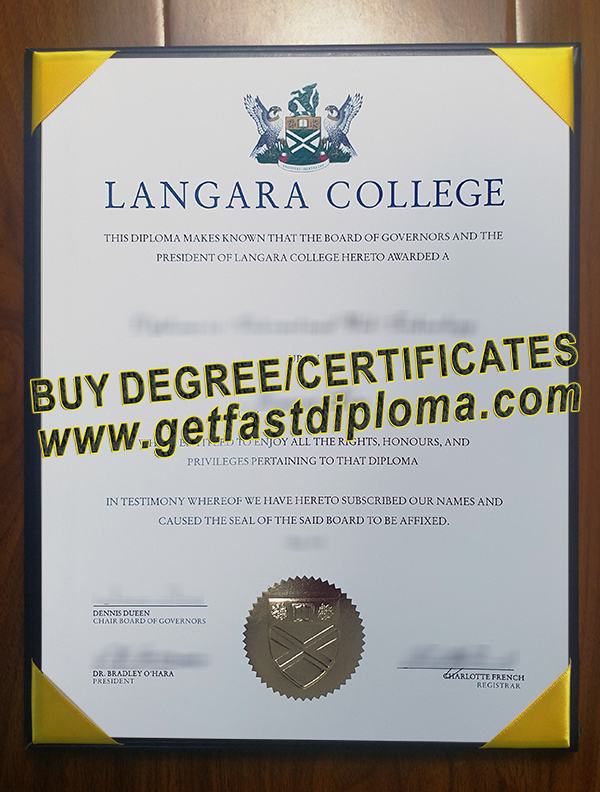 LANGARA COLLEGE
THIS DIPLOMA MAKES KNOWN THAT THE BOARD OF GOVERNORS AND THE
PRESIDENT OF LANGARA COLLEGE HERETO AWARDED A
BUY DEGREE/CERTIFICATES
www.getfastdiploma.com
TO ENJOY ALL THE RIGHTS, HONOURS, AND
PRIVILEGES PERTAINING TO THAT DIPLOMA
IN TESTIMONY WHEREOF WE HAVE HERETO SUBSCRIBED OUR NAMES AND
CAUSED THE SEAL OF THE SAID BOARD TO BE AFFIXED.
DENNIS DUEEN
CHAIR BOARD OF GOVERNORS
DR. BRADLEY O'HARA
PRESIDENT
CHARLOTTE FRENCH
REGISTRAR